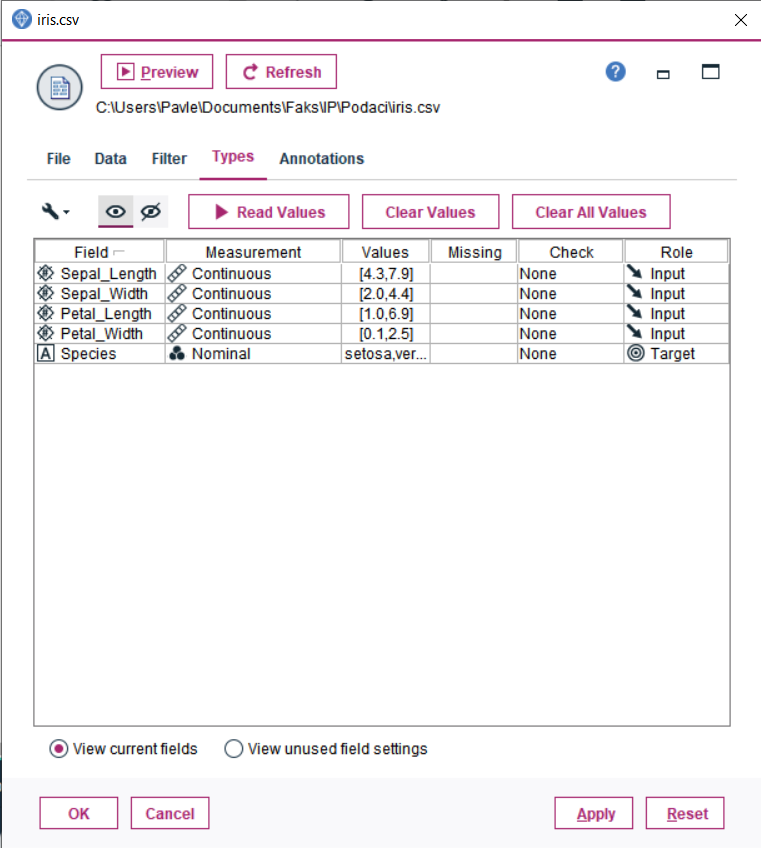 iris.csv
Preview Refresh
C:\Users\Pavle\Documents\Faks\IP\Podaci\iris.csv
File Data Filter Types Annotations
Read Values Clear Values Clear All Values
Field Measurement Values Missing Check Role
Sepal_Length Continuous [4.3,7.9] None Input
Sepal_Width Continuous [2.0,4.4] None Input
Petal_Length Continuous [1.0,6.9] None Input
Petal_Width Continuous [0.1,2.5] None Input
A Species Nominal setosa,ver... None Target
View current fields View unused field settings
OK Cancel Apply Reset